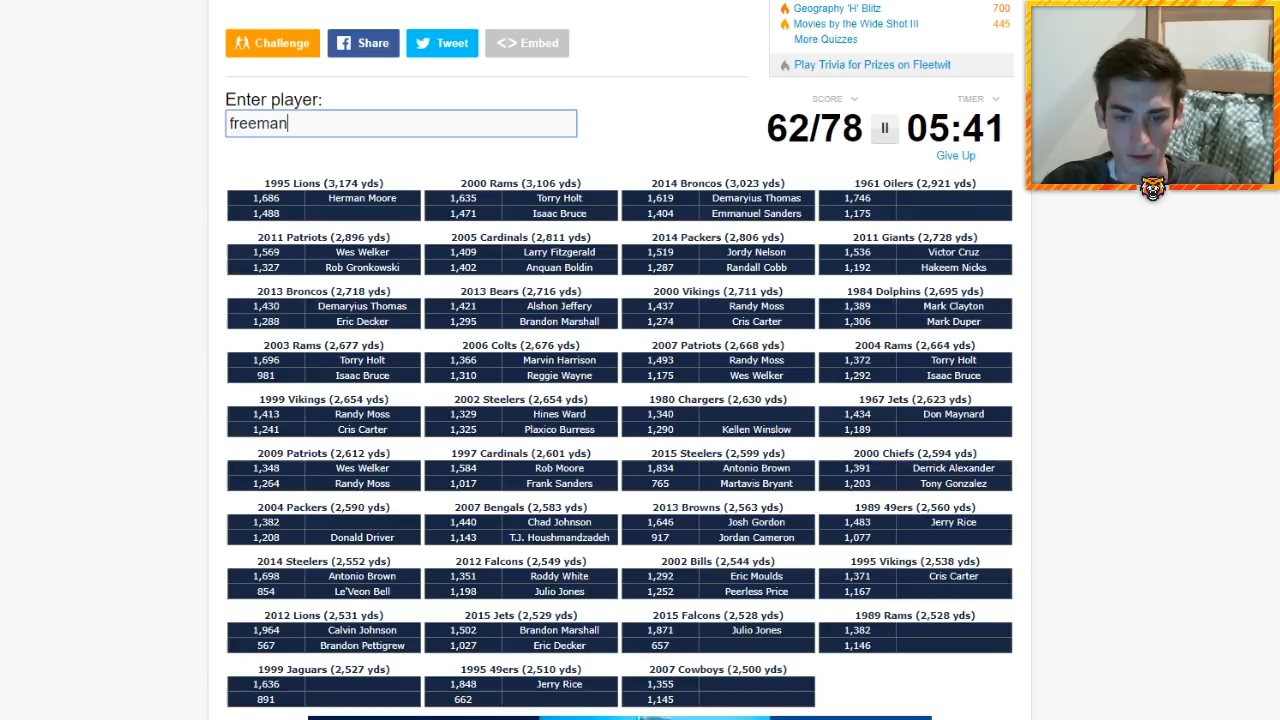 Geography 'H' Blitz 700
Movies by the Wide Shot III 445
More Quizzes
Challenge Share Tweet <> Embed
Play Trivia for Prizes on Fleetwit
Enter player:
freeman
SCORE TIMER
62/78 05:41
Give Up
1995 Lions (3,174 yds) 2000 Rams (3,106 yds) 2014 Broncos (3,023 yds) 1961 Oilers (2,921 yds)
1,686 Herman Moore 1,635 Torry Holt 1,619 Demaryius Thomas 1,746
1,488 1,471 Isaac Bruce 1,404 Emmanuel Sanders 1,175
2011 Patriots (2,896 yds) 2005 Cardinals (2,811 yds) 2014 Packers (2,806 yds) 2011 Giants (2,728 yds)
1,569 Wes Welker 1,409 Larry Fitzgerald 1,519 Jordy Nelson 1,536 Victor Cruz
1,327 Rob Gronkowski 1,402 Anquan Boldin 1,287 Randall Cobb 1,192 Hakeem Nicks
2013 Broncos (2,718 yds) 2013 Bears (2,716 yds) 2000 Vikings (2,711 yds) 1984 Dolphins (2,695 yds)
1,430 Demaryius Thomas 1,421 Alshon Jeffery 1,437 Randy Moss 1,389 Mark Clayton
1,288 Eric Decker 1,295 Brandon Marshall 1,274 Cris Carter 1,306 Mark Duper
2003 Rams (2,677 yds) 2006 Colts (2,676 yds) 2007 Patriots (2,668 yds) 2004 Rams (2,664 yds)
1,696 Torry Holt 1,366 Marvin Harrison 1,493 Randy Moss 1,372 Torry Holt
981 Isaac Bruce 1,310 Reggie Wayne 1,175 Wes Welker 1,292 Isaac Bruce
1999 Vikings (2,654 yds) 2002 Steelers (2,654 yds) 1980 Chargers (2,630 yds) 1967 Jets (2,623 yds)
1,413 Randy Moss 1,329 Hines Ward 1,340 1,434 Don Maynard
1,241 Cris Carter 1,325 Plaxico Burress 1,290 Kellen Winslow 1,189
2009 Patriots (2,612 yds) 1997 Cardinals (2,601 yds) 2015 Steelers (2,599 yds) 2000 Chiefs (2,594 yds)
1,348 Wes Welker 1,584 Rob Moore 1,834 Antonio Brown 1,391 Derrick Alexander
1,264 Randy Moss 1,017 Frank Sanders 765 Martavis Bryant 1,203 Tony Gonzalez
2004 Packers (2,590 yds) 2007 Bengals (2,583 yds) 2013 Browns (2,563 yds) 1989 49ers (2,560 yds)
1,382 1,440 Chad Johnson 1,646 Josh Gordon 1,483 Jerry Rice
1,208 Donald Driver 1,143 T.J. Houshmandzadeh 917 Jordan Cameron 1,077
2014 Steelers (2,552 yds) 2012 Falcons (2,549 yds) 2002 Bills (2,544 yds) 1995 Vikings (2,538 yds)
1,698 Antonio Brown 1,351 Roddy White 1,292 Eric Moulds 1,371 Cris Carter
854 Le'Veon Bell 1,198 Julio Jones 1,252 Peerless Price 1,167
2012 Lions (2,531 yds) 2015 Jets (2,529 yds) 2015 Falcons (2,528 yds) 1989 Rams (2,528 yds)
1,964 Calvin Johnson 1,502 Brandon Marshall 1,871 Julio Jones 1,382
567 Brandon Pettigrew 1,027 Eric Decker 657 1,146
1999 Jaguars (2,527 yds) 1995 49ers (2,510 yds) 2007 Cowboys (2,500 yds)
1,636 1,848 Jerry Rice 1,355
891 662 1,145